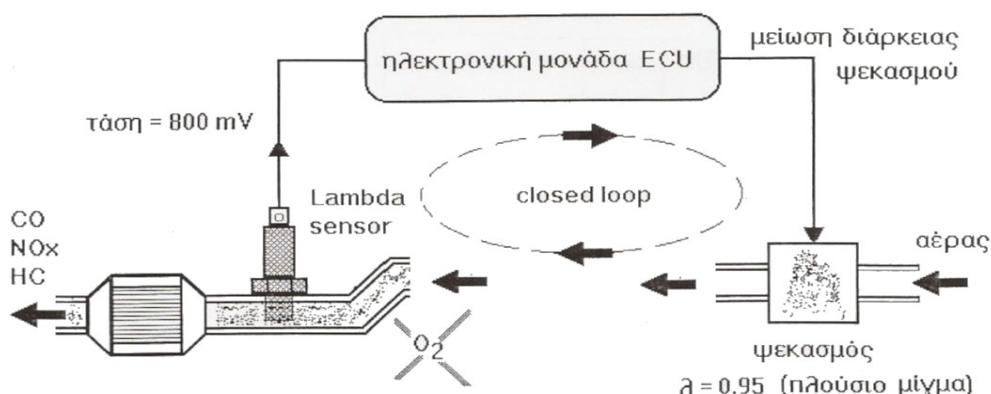 ηλεκτρονική μονάδα ECU
μείωση διάρκειας
ψεκασμού
τάση = 800 mV
Lambda
sensor
closed loop
CO
NOx
HC
αέρας
O2
ψεκασμός
λ = 0.95 (πλούσιο μίγμα)